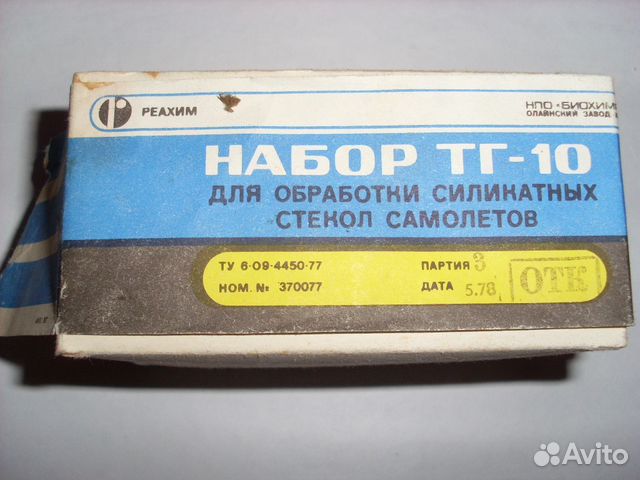 РЕАХИМ
НПО «БИОХИМ
ОЛАЙНСКИЙ ЗАВОД
НАБОР ТГ-10
ДЛЯ ОБРАБОТКИ СИЛИКАТНЫХ
СТЕКОЛ САМОЛЕТОВ
ТУ 6·09·4450·77 ПАРТИЯ 3
НОМ. № 370077 ДАТА 5.78 ОТК
Avito